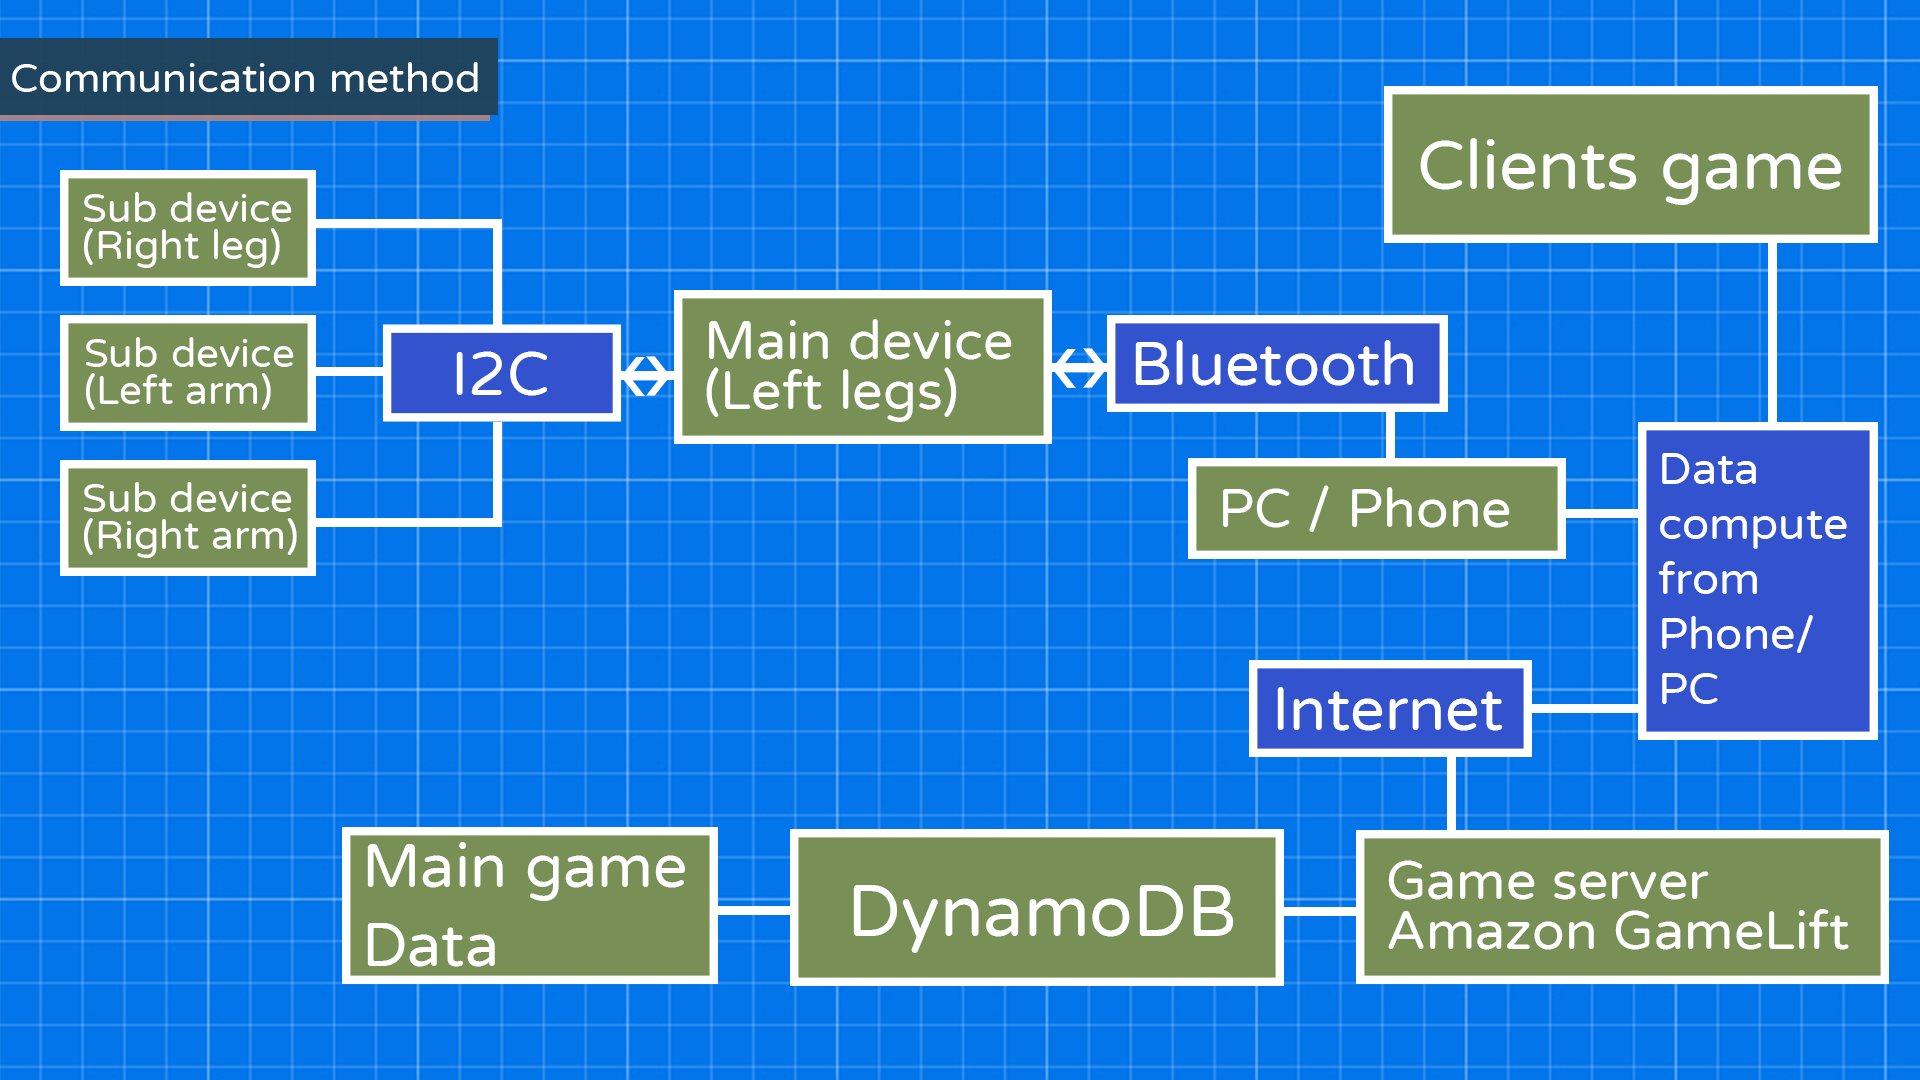 Communication method
Clients game
Sub device
(Right leg)
Sub device
(Left arm)
Sub device
(Right arm)
I2C
Main device
(Left legs)
Bluetooth
PC / Phone
Data
compute
from
Phone/
PC
Internet
Main game
Data
DynamoDB
Game server
Amazon GameLift